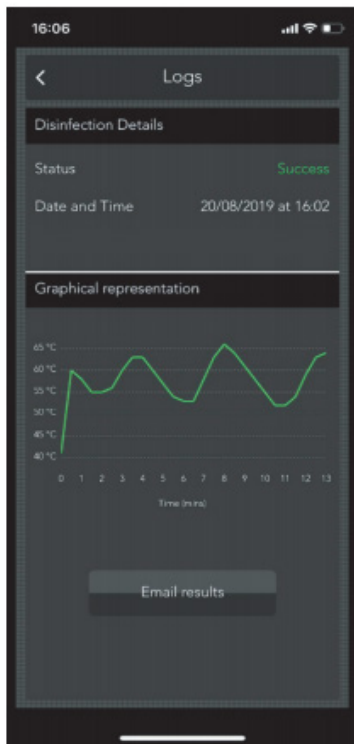 16:06
Logs
Disinfection Details
Status Success
Date and Time 20/08/2019 at 16:02
Graphical representation
65 °C
60 °C
55 °C
50 °C
45 °C
40 °C
0 1 2 3 4 5 6 7 8 9 10 11 12 13
Time (mins)
Email results